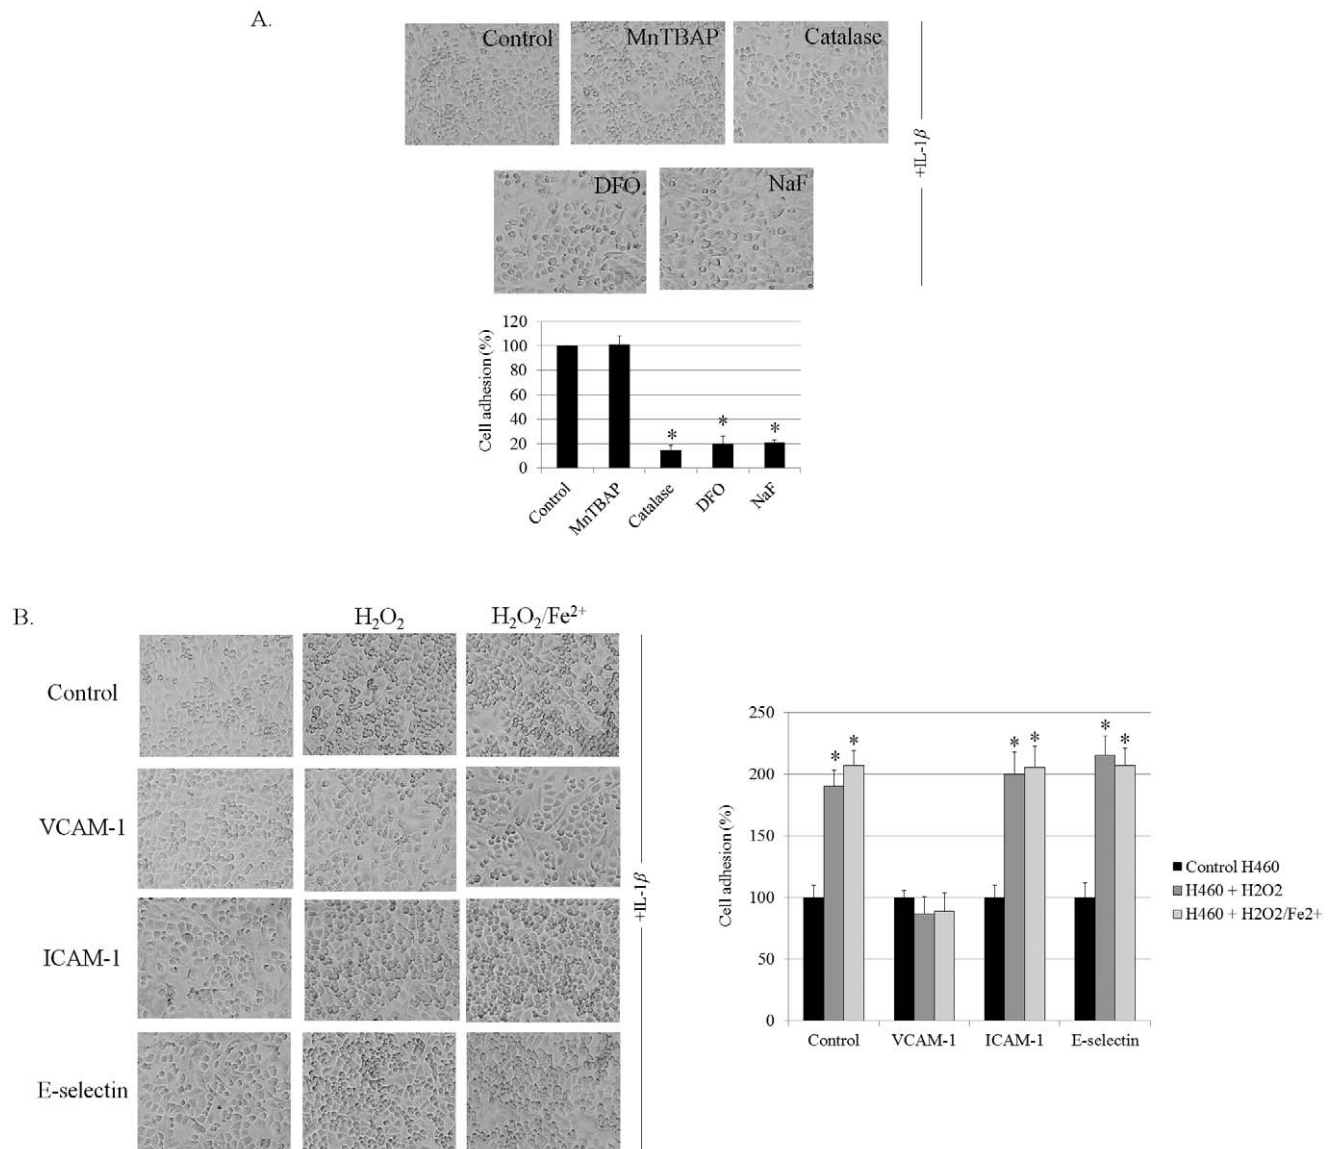 A.
Control
MnTBAP
Catalase
DFO
NaF
+IL-1β
120
100
80
60
40
20
0
Cell adhesion (%)
*
*
*
Control
MnTBAP
Catalase
DFO
NaF
B.
H₂O₂
H₂O₂/Fe²⁺
Control
VCAM-1
ICAM-1
E-selectin
+IL-1β
250
200
150
100
50
0
Cell adhesion (%)
* *
* *
* *
Control
VCAM-1
ICAM-1
E-selectin
Control H460
H460 + H2O2
H460 + H2O2/Fe2+